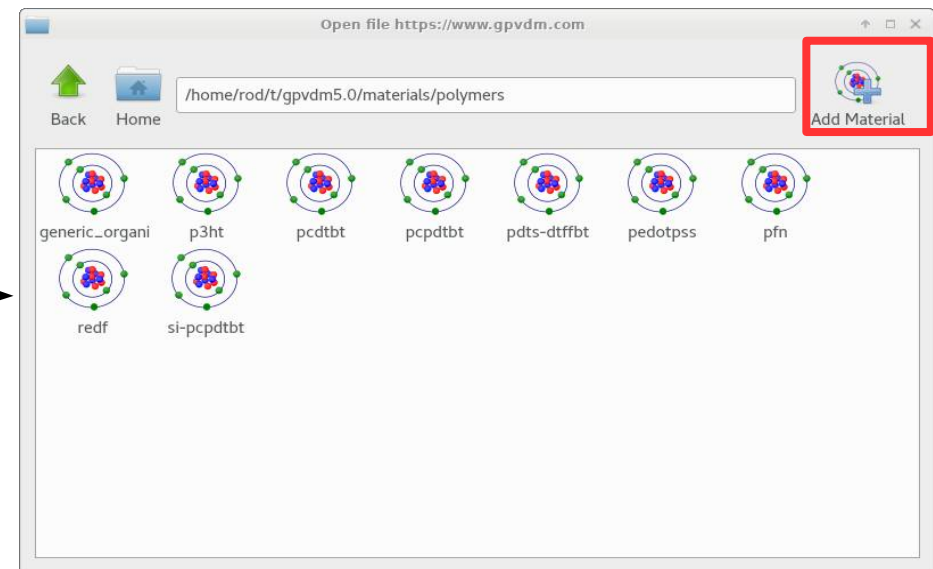 Open file https://www.gpvdm.com
Back
Home
/home/rod/t/gpvdm5.0/materials/polymers
Add Material
generic_organi
p3ht
pcdtbt
pcpdtbt
pdts-dtffbt
pedotpss
pfn
redf
si-pcpdtbt